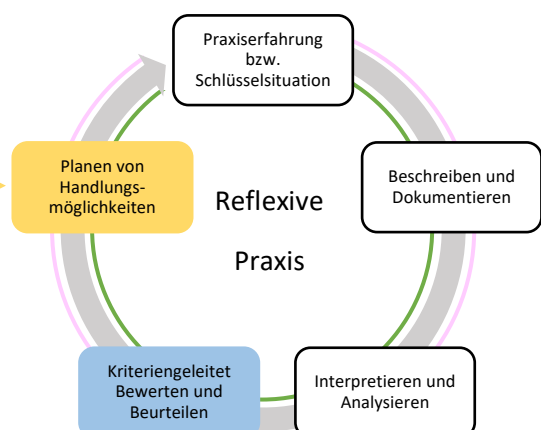 Praxiserfahrung
bzw.
Schlüsselsituation
Beschreiben und
Dokumentieren
Interpretieren und
Analysieren
Kriteriengeleitet
Bewerten und
Beurteilen
Planen von
Handlungs-
möglichkeiten
Reflexive
Praxis